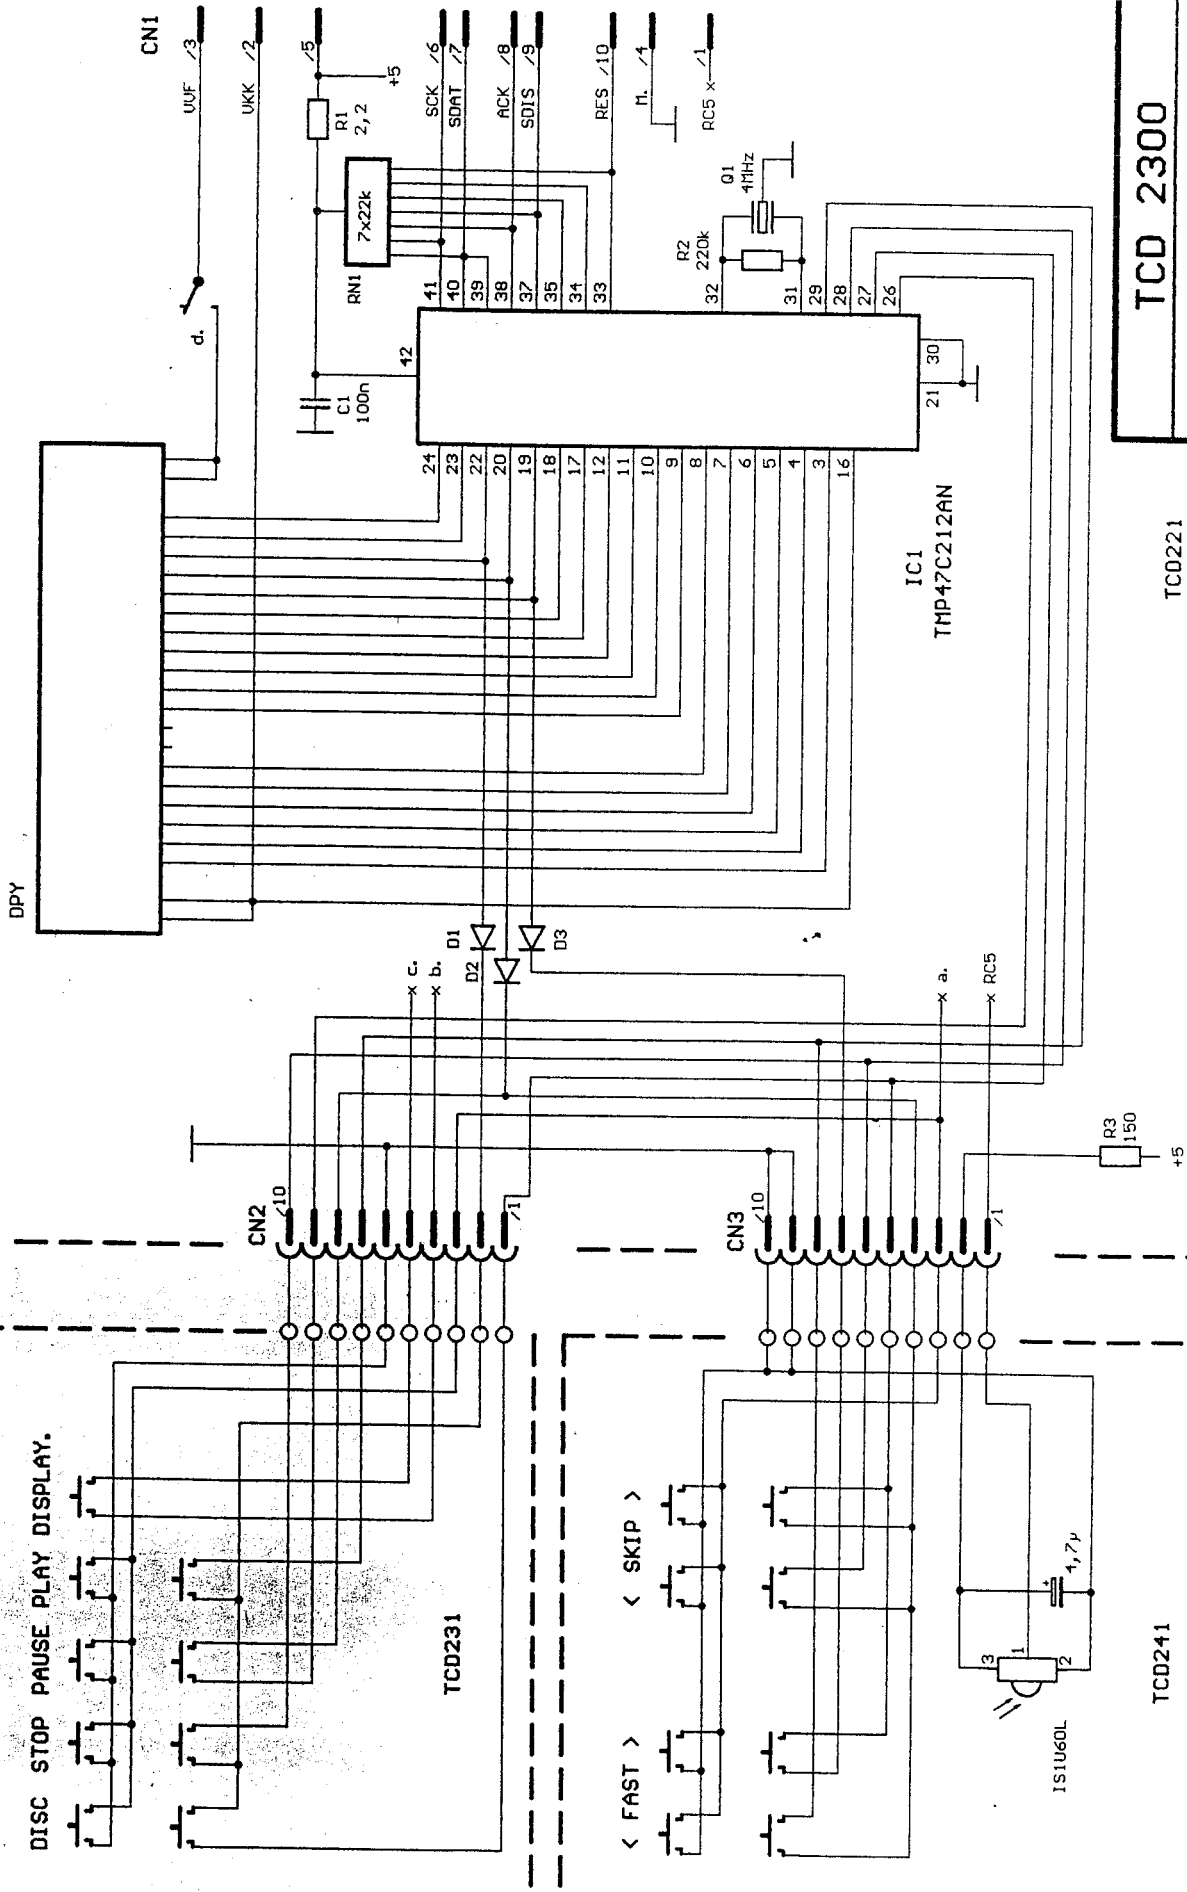 CN1
UVF /3
VKK /2
/5
+5
SCK /6
SDAT /7
ACK /8
SDIS /9
RES /10
M. /4
RC5 x /1
R1
2,2
7x22k
RN1
d.
Q1
4MHz
R2
220k
41
40
39
38
37
35
34
33
32
31
29
28
27
26
42
C1
100n
30
21
24
23
22
20
19
18
17
12
11
10
9
8
7
6
5
4
3
16
IC1
TMP47C212AN
TCD 2300
TCD221
DPY
D1
D2
D3
x c.
x b.
x a.
x RC5
R3
150
+5
CN2
/10
/1
CN3
/10
/1
DISC STOP PAUSE PLAY DISPLAY.
TCD231
< FAST >
< SKIP >
+
4,7µ
3
1
2
IS1U60L
TCD241